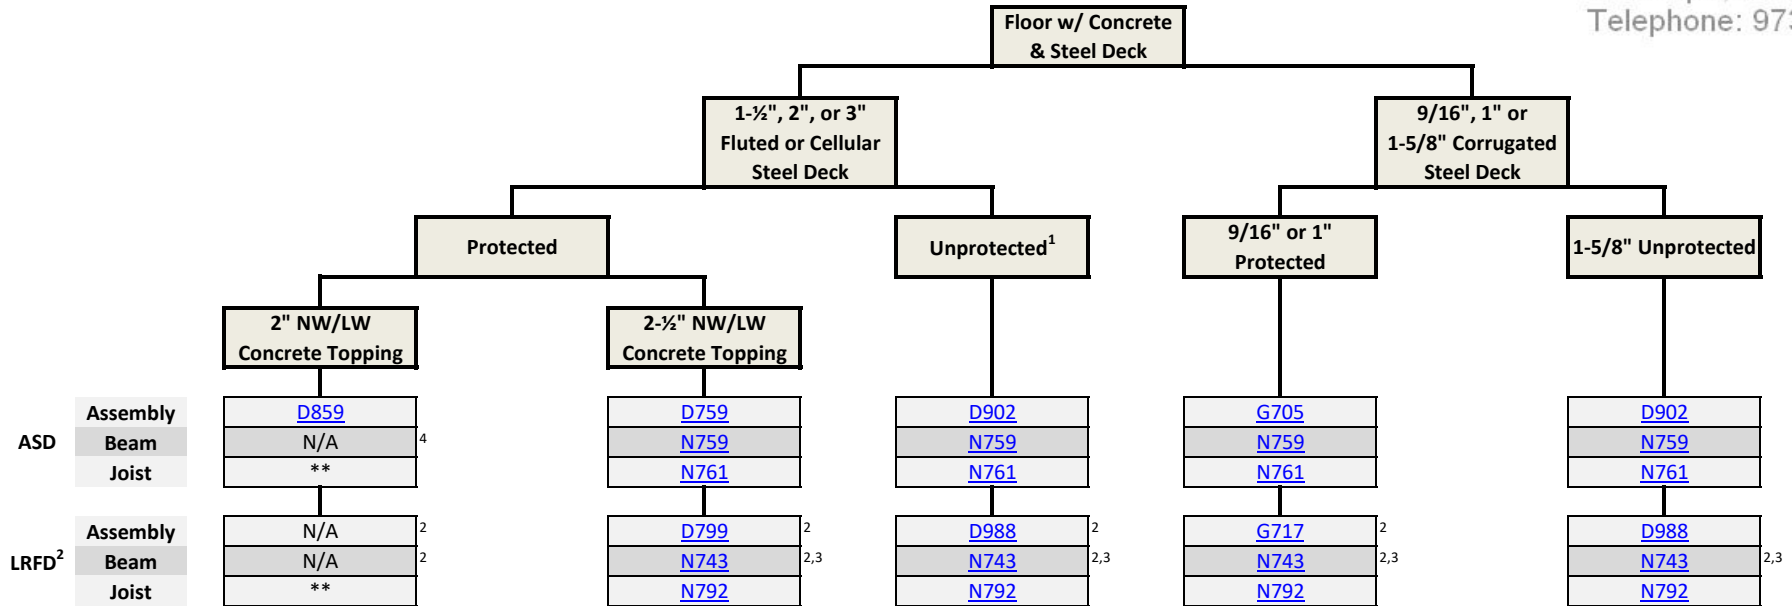 Telephone: 973
Floor w/ Concrete
& Steel Deck
1-½", 2", or 3"
Fluted or Cellular
Steel Deck
9/16", 1" or
1-5/8" Corrugated
Steel Deck
Protected
Unprotected1
9/16" or 1"
Protected
1-5/8" Unprotected
2" NW/LW
Concrete Topping
2-½" NW/LW
Concrete Topping
ASD
Assembly D859 D759 D902 G705 D902
Beam N/A 4 N759 N759 N759 N759
Joist ** N761 N761 N761 N761
LRFD2
Assembly N/A 2 D799 2 D988 2 G717 2 D988
Beam N/A 2 N743 2,3 N743 2,3 N743 2,3 N743 2,3
Joist ** N792 N792 N792 N792